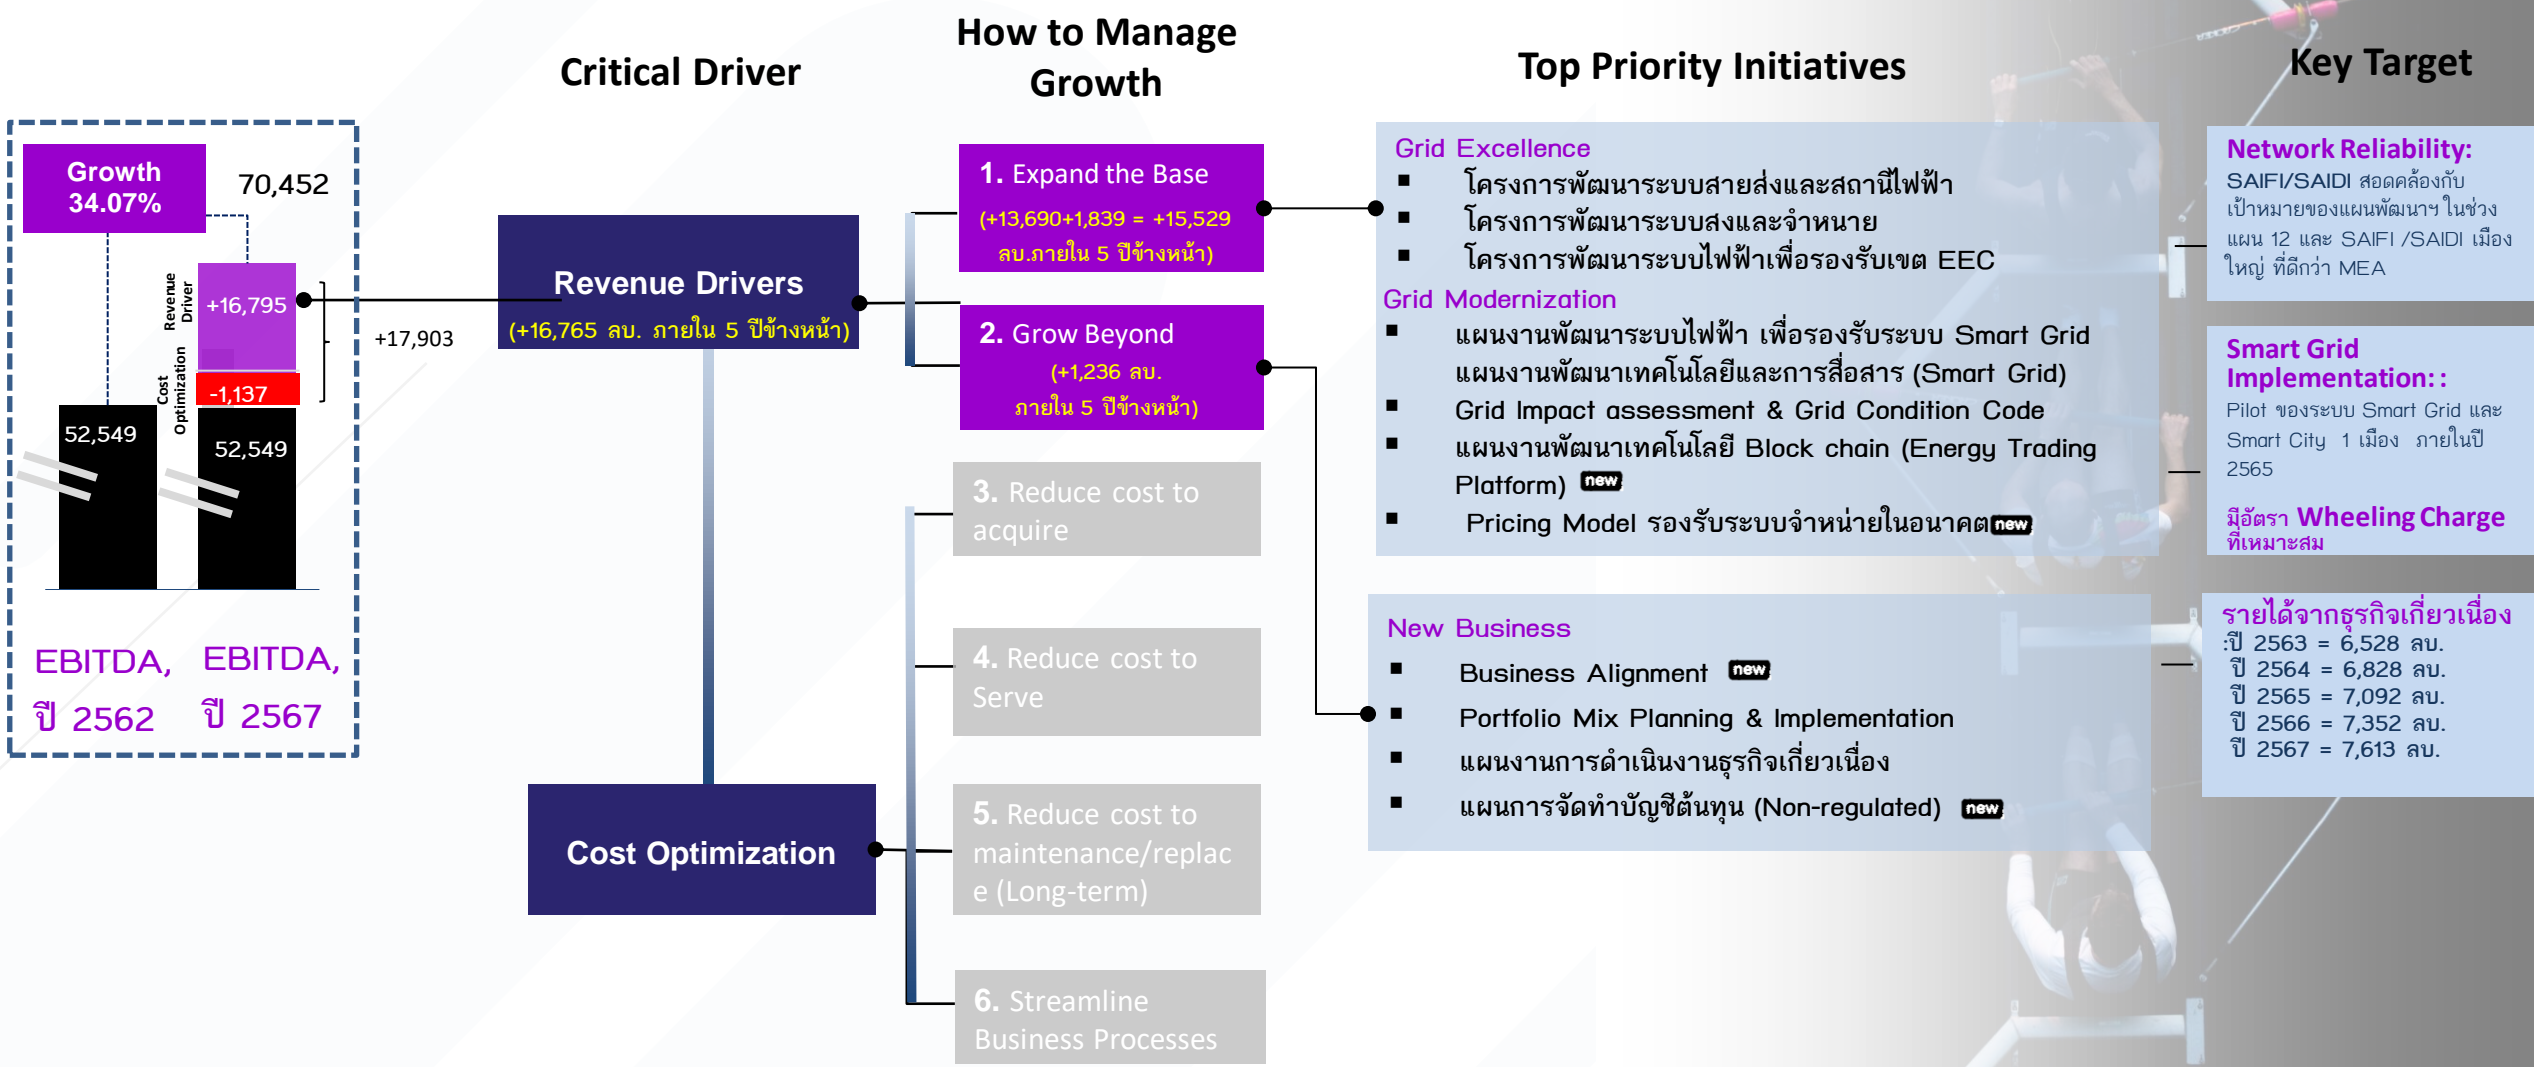 Critical Driver
How to Manage
Growth
Top Priority Initiatives
Key Target
Growth
34.07%
70,452
Revenue
Driver
+16,795
+17,903
Cost
Optimization
-1,137
52,549
52,549
EBITDA,
ปี 2562
EBITDA,
ปี 2567
Revenue Drivers
(+16,765 ลบ. ภายใน 5 ปีข้างหน้า)
Cost Optimization
1. Expand the Base
(+13,690+1,839 = +15,529
ลบ.ภายใน 5 ปีข้างหน้า)
2. Grow Beyond
(+1,236 ลบ.
ภายใน 5 ปีข้างหน้า)
3. Reduce cost to
acquire
4. Reduce cost to
Serve
5. Reduce cost to
maintenance/replac
e (Long-term)
6. Streamline
Business Processes
Grid Excellence
▪ โครงการพัฒนาระบบสายส่งและสถานีไฟฟ้า
▪ โครงการพัฒนาระบบสงและจำหนาย
▪ โครงการพัฒนาระบบไฟฟ้าเพื่อรองรับเขต EEC
Grid Modernization
▪ แผนงานพัฒนาระบบไฟฟ้า เพื่อรองรับระบบ Smart Grid
แผนงานพัฒนาเทคโนโลยีและการสื่อสาร (Smart Grid)
▪ Grid Impact assessment & Grid Condition Code
▪ แผนงานพัฒนาเทคโนโลยี Block chain (Energy Trading
Platform) new
▪ Pricing Model รองรับระบบจำหน่ายในอนาคต new
New Business
▪ Business Alignment new
▪ Portfolio Mix Planning & Implementation
▪ แผนงานการดำเนินงานธุรกิจเกี่ยวเนื่อง
▪ แผนการจัดทำบัญชีต้นทุน (Non-regulated) new
Network Reliability:
SAIFI/SAIDI สอดคล้องกับ
เป้าหมายของแผนพัฒนาฯ ในช่วง
แผน 12 และ SAIFI /SAIDI เมือง
ใหญ่ ที่ดีกว่า MEA
Smart Grid
Implementation: :
Pilot ของระบบ Smart Grid และ
Smart City 1 เมือง ภายในปี
2565
มีอัตรา Wheeling Charge
ที่เหมาะสม
รายได้จากธุรกิจเกี่ยวเนื่อง
:ปี 2563 = 6,528 ลบ.
ปี 2564 = 6,828 ลบ.
ปี 2565 = 7,092 ลบ.
ปี 2566 = 7,352 ลบ.
ปี 2567 = 7,613 ลบ.